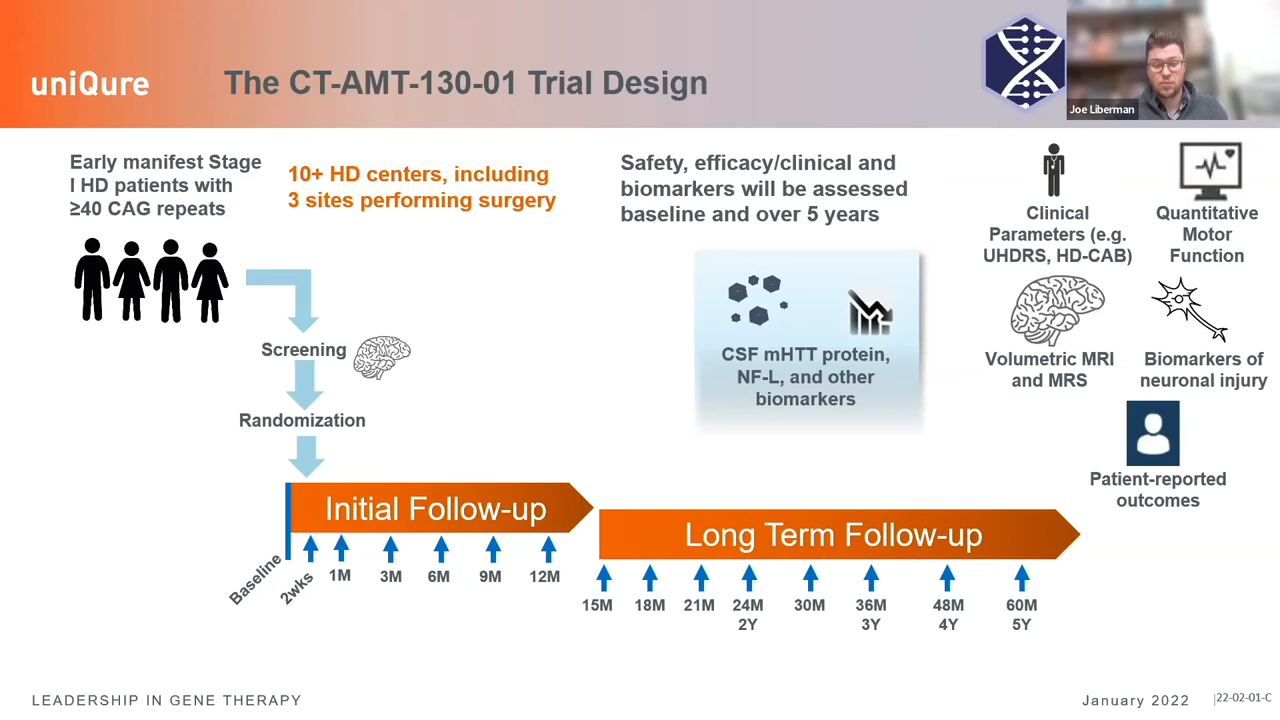 uniQure
The CT-AMT-130-01 Trial Design
Joe Liberman
Early manifest Stage
I HD patients with
≥40 CAG repeats
10+ HD centers, including
3 sites performing surgery
Safety, efficacy/clinical and
biomarkers will be assessed
baseline and over 5 years
Clinical
Parameters (e.g.
UHDRS, HD-CAB)
Quantitative
Motor
Function
Screening
Randomization
CSF mHTT protein,
NF-L, and other
biomarkers
Volumetric MRI
and MRS
Biomarkers of
neuronal injury
Patient-reported
outcomes
Initial Follow-up
Long Term Follow-up
Baseline
2wks
1M
3M
6M
9M
12M
15M
18M
21M
24M
2Y
30M
36M
3Y
48M
4Y
60M
5Y
LEADERSHIP IN GENE THERAPY
January 2022
|22-02-01-C